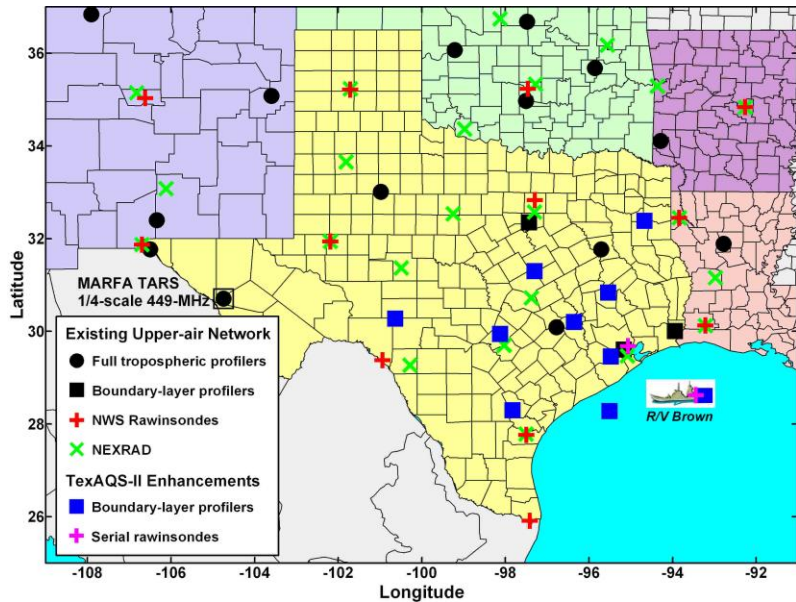 36
34
32
30
28
26
Latitude
MARFA TARS
1/4-scale 449-MHz
Existing Upper-air Network
Full tropospheric profilers
Boundary-layer profilers
NWS Rawinsondes
NEXRAD
TexAQS-II Enhancements
Boundary-layer profilers
Serial rawinsondes
R/V Brown
-108 -106 -104 -102 -100 -98 -96 -94 -92
Longitude